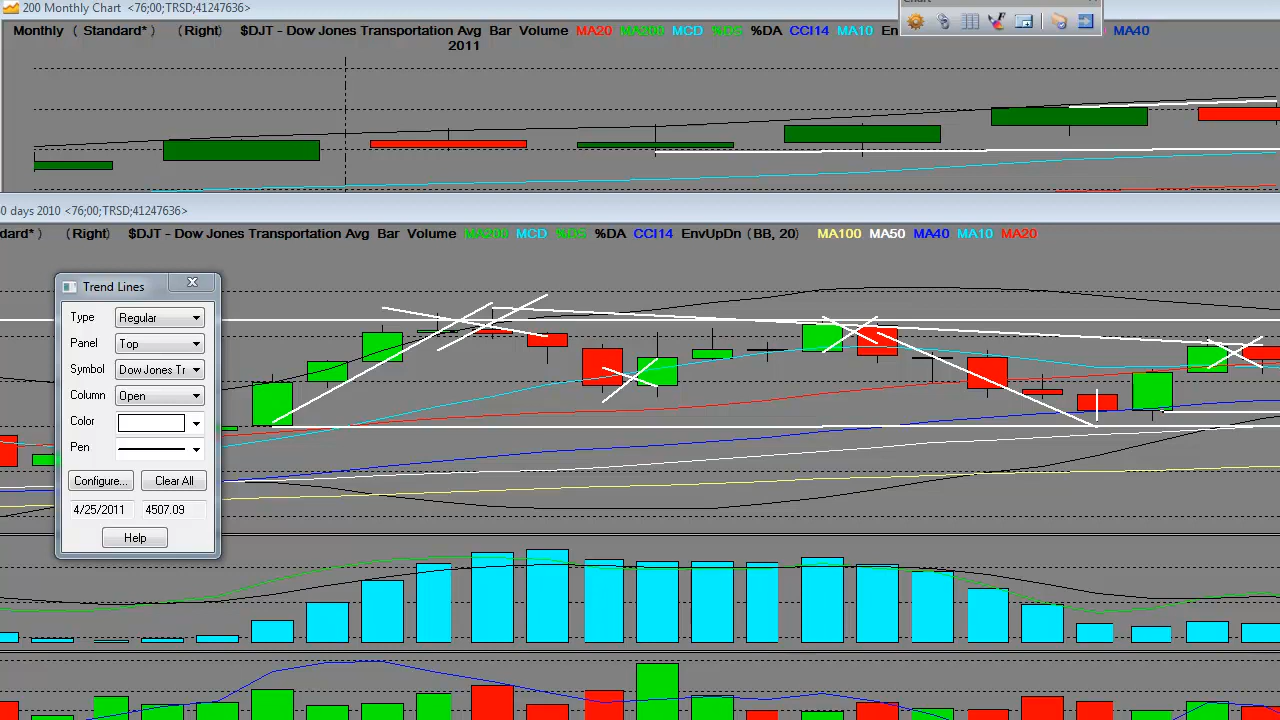 Chart
200 Monthly Chart <76;00;TRSD;41247636>
Monthly ( Standard* ) (Right) $DJT - Dow Jones Transportation Avg Bar Volume MA20 MA200 MCD %D5 %DA CCI14 MA10 En MA40
2011
0 days 2010 <76;00;TRSD;41247636>
dard* ) (Right) $DJT - Dow Jones Transportation Avg Bar Volume MA200 MCD %D5 %DA CCI14 EnvUpDn (BB, 20) MA100 MA50 MA40 MA10 MA20
Trend Lines
Type Regular
Panel Top
Symbol Dow Jones Tr
Column Open
Color
Pen
Configure... Clear All
4/25/2011 4507.09
Help